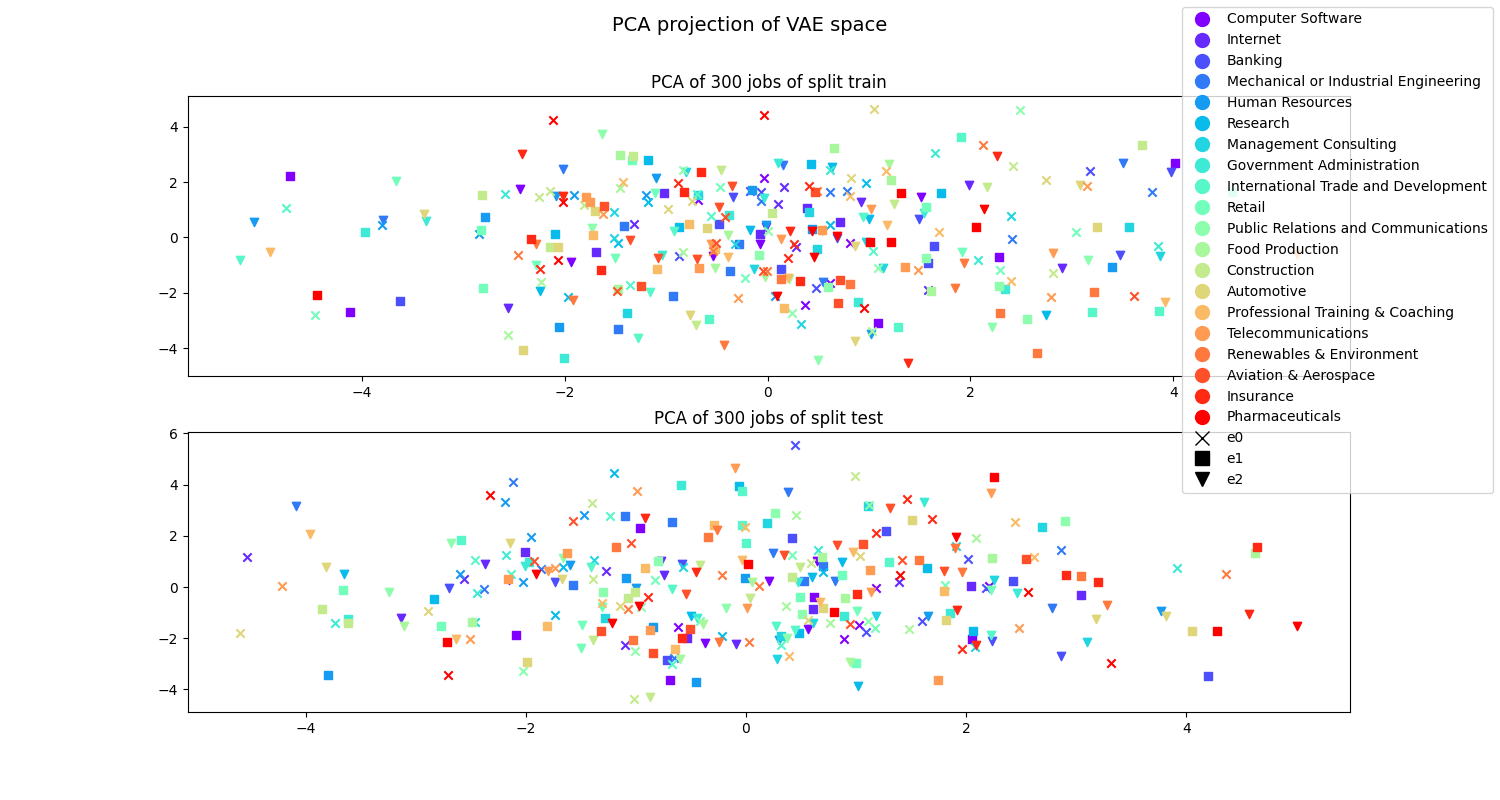 PCA projection of VAE space
PCA of 300 jobs of split train
4
2
0
−2
−4
−4
−2
0
2
4
PCA of 300 jobs of split test
6
4
2
0
−2
−4
−4
−2
0
2
4
Computer Software
Internet
Banking
Mechanical or Industrial Engineering
Human Resources
Research
Management Consulting
Government Administration
International Trade and Development
Retail
Public Relations and Communications
Food Production
Construction
Automotive
Professional Training & Coaching
Telecommunications
Renewables & Environment
Aviation & Aerospace
Insurance
Pharmaceuticals
e0
e1
e2